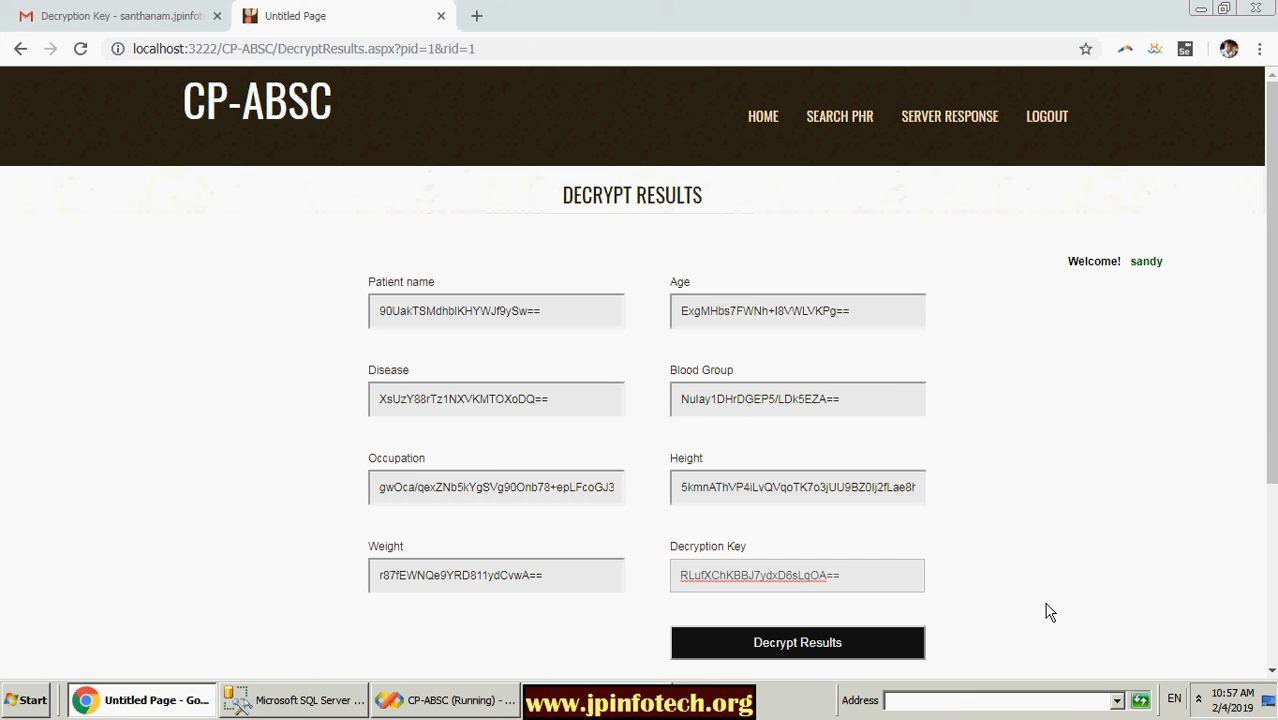 Decryption Key - santhanam.jpinfot
Untitled Page
localhost:3222/CP-ABSC/DecryptResults.aspx?pid=1&rid=1
Se
CP-ABSC
HOME SEARCH PHR SERVER RESPONSE LOGOUT
DECRYPT RESULTS
Welcome! sandy
Patient name Age
90UakTSMdhblKHYWJf9ySw== ExgMHbs7FWNh+I8VWLVKPg==
Disease Blood Group
XsUzY88rTz1NXVKMTOXoDQ== Nulay1DHrDGEP5/LDk5EZA==
Occupation Height
gwOca/qexZNb5kYgSVg90Onb78+epLFcoGJ3 5kmnAThVP4iLvQVqoTK7o3jUU9BZ0Ij2fLae8h
Weight Decryption Key
r87fEWNQe9YRD811ydCvwA== RLufXChKBBJ7ydxD6sLqOA==
Decrypt Results
Start Untitled Page - Go... Microsoft SQL Server ... CP-ABSC (Running) - ... www.jpinfotech.org Address EN 10:57 AM
2/4/2019